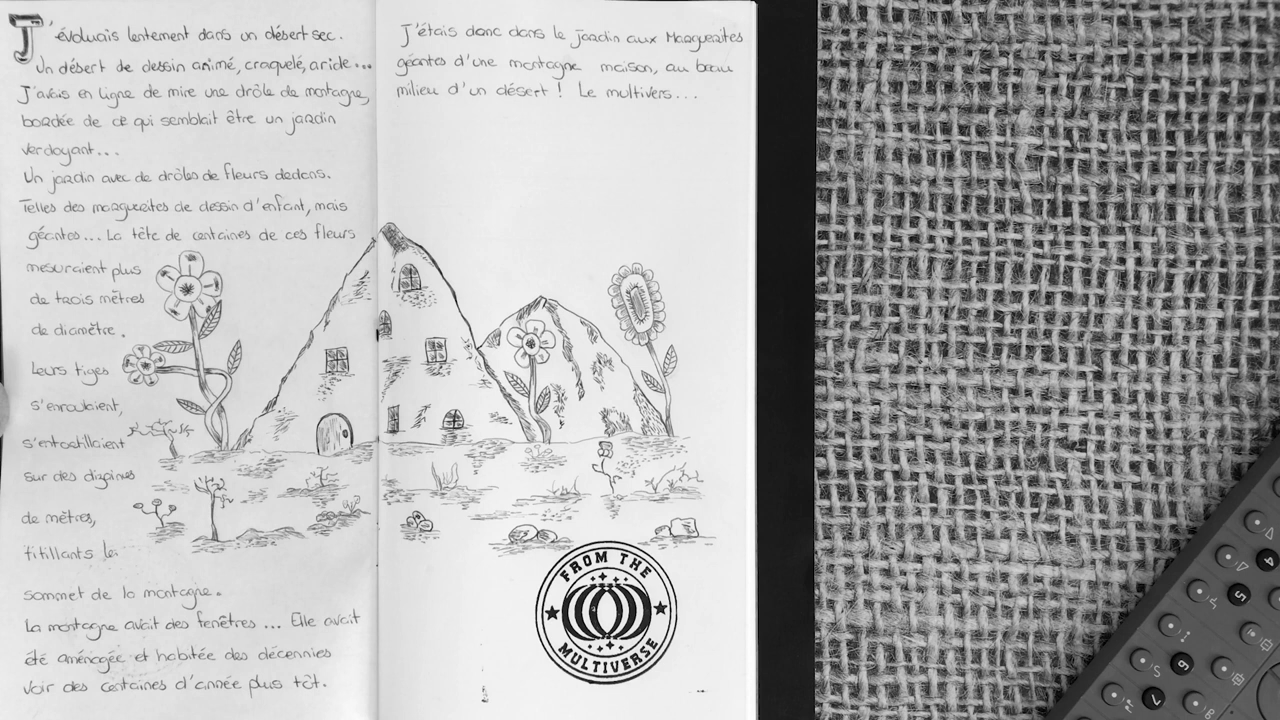 J'évoluais lentement dans un désert sec.
Un désert de dessin animé, craquelé, aride...
J'avais en ligne de mire une drôle de montagne,
bordée de ce qui semblait être un jardin
verdoyant...
Un jardin avec de drôles de fleurs dedans.
Telles des marguerites de dessin d'enfant, mais
géantes... La tête de centaines de ces fleurs
mesuraient plus
de trois mètres
de diamètre.
Leurs tiges
s'enroulaient,
s'entortillaient
sur des dizaines
de mètres,
titillants le
sommet de la montagne.
La montagne avait des fenêtres ... Elle avait
été aménagée et habitée des décennies
voir des centaines d'année plus tôt.
J'étais donc dans le jardin aux Marguerites
géantes d'une montagne maison, au beau
milieu d'un désert ! Le multivers...
FROM THE
MULTIVERSE